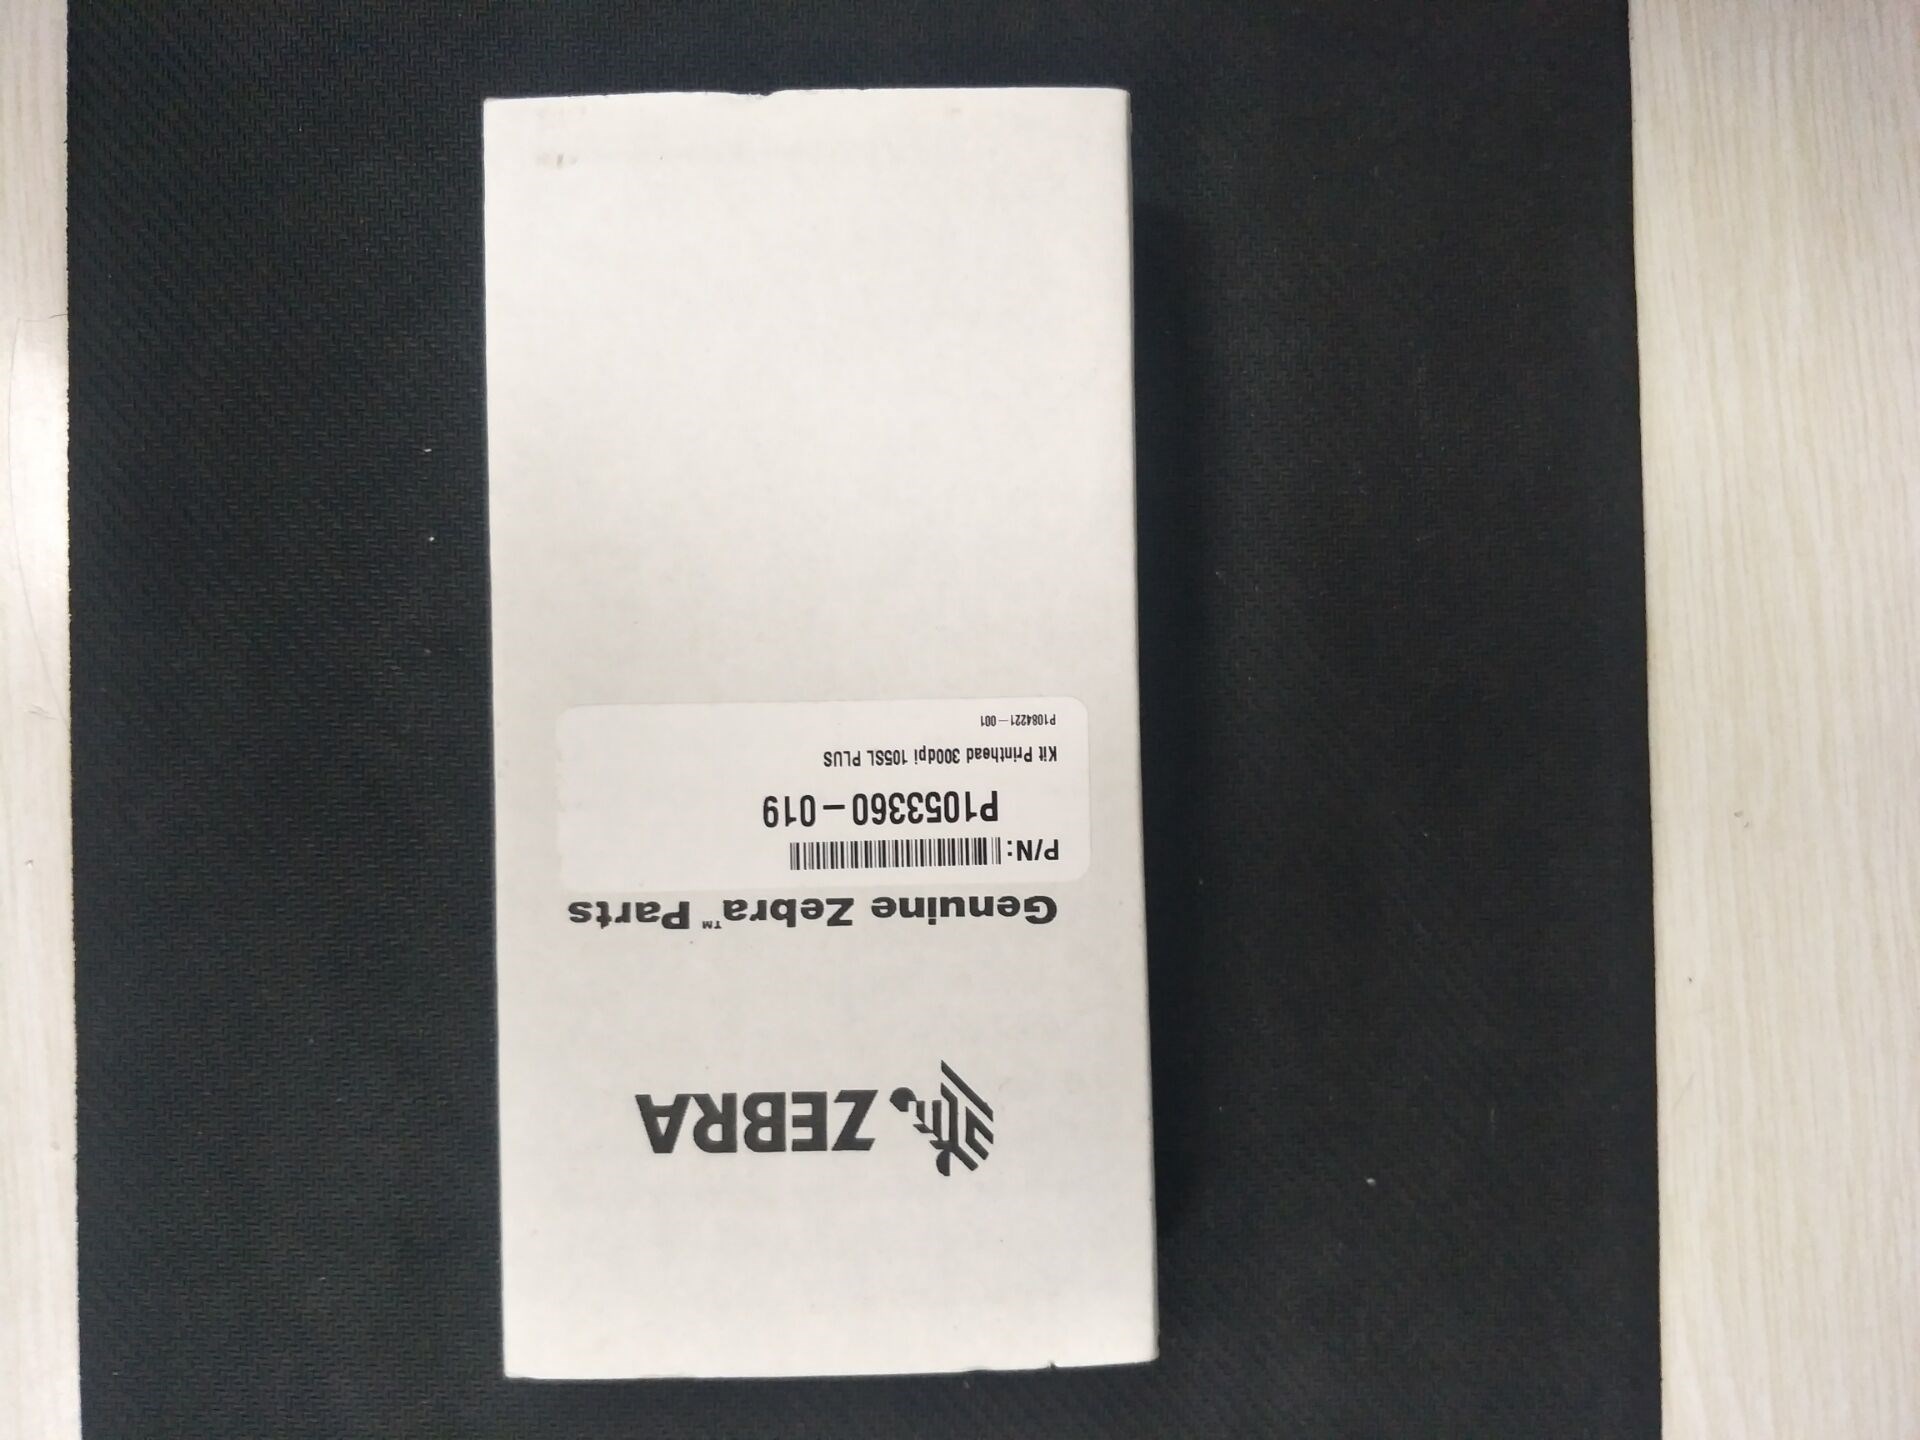 ZEBRA
Genuine Zebra™ Parts
P/N:
P1053360-019
Kit Printhead 300dpi 105SL PLUS
P1084221-001